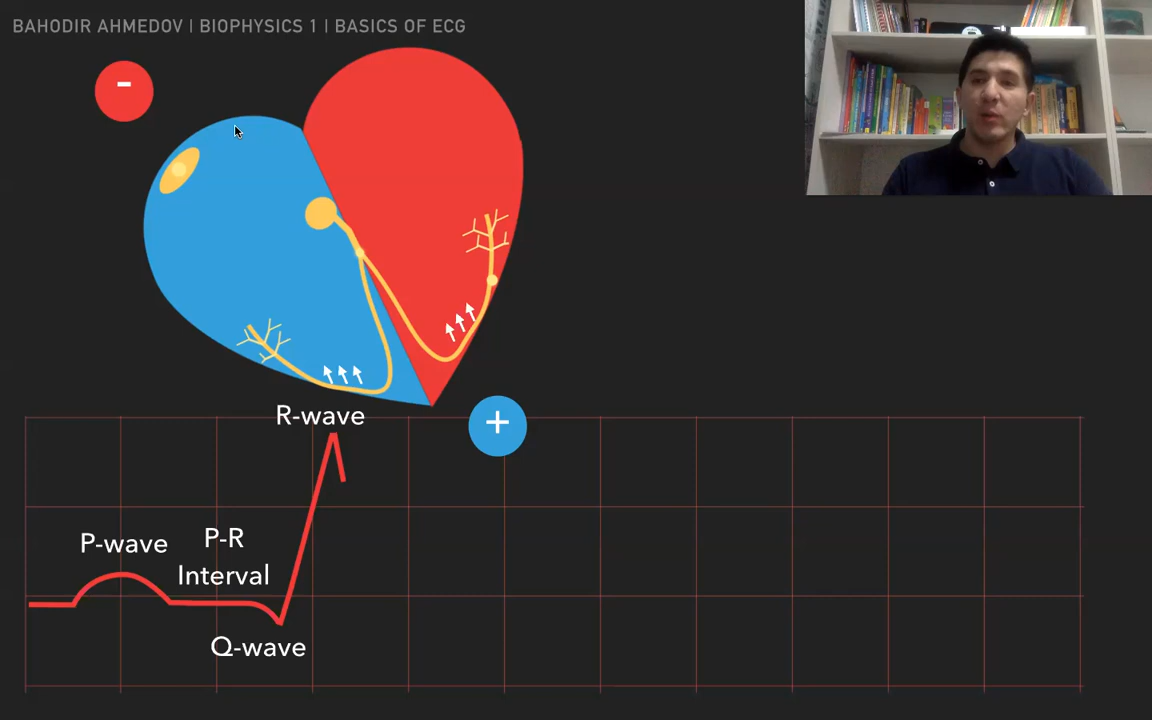 BAHODIR AHMEDOV | BIOPHYSICS 1 | BASICS OF ECG
-
+
R-wave
P-wave
P-R
Interval
Q-wave